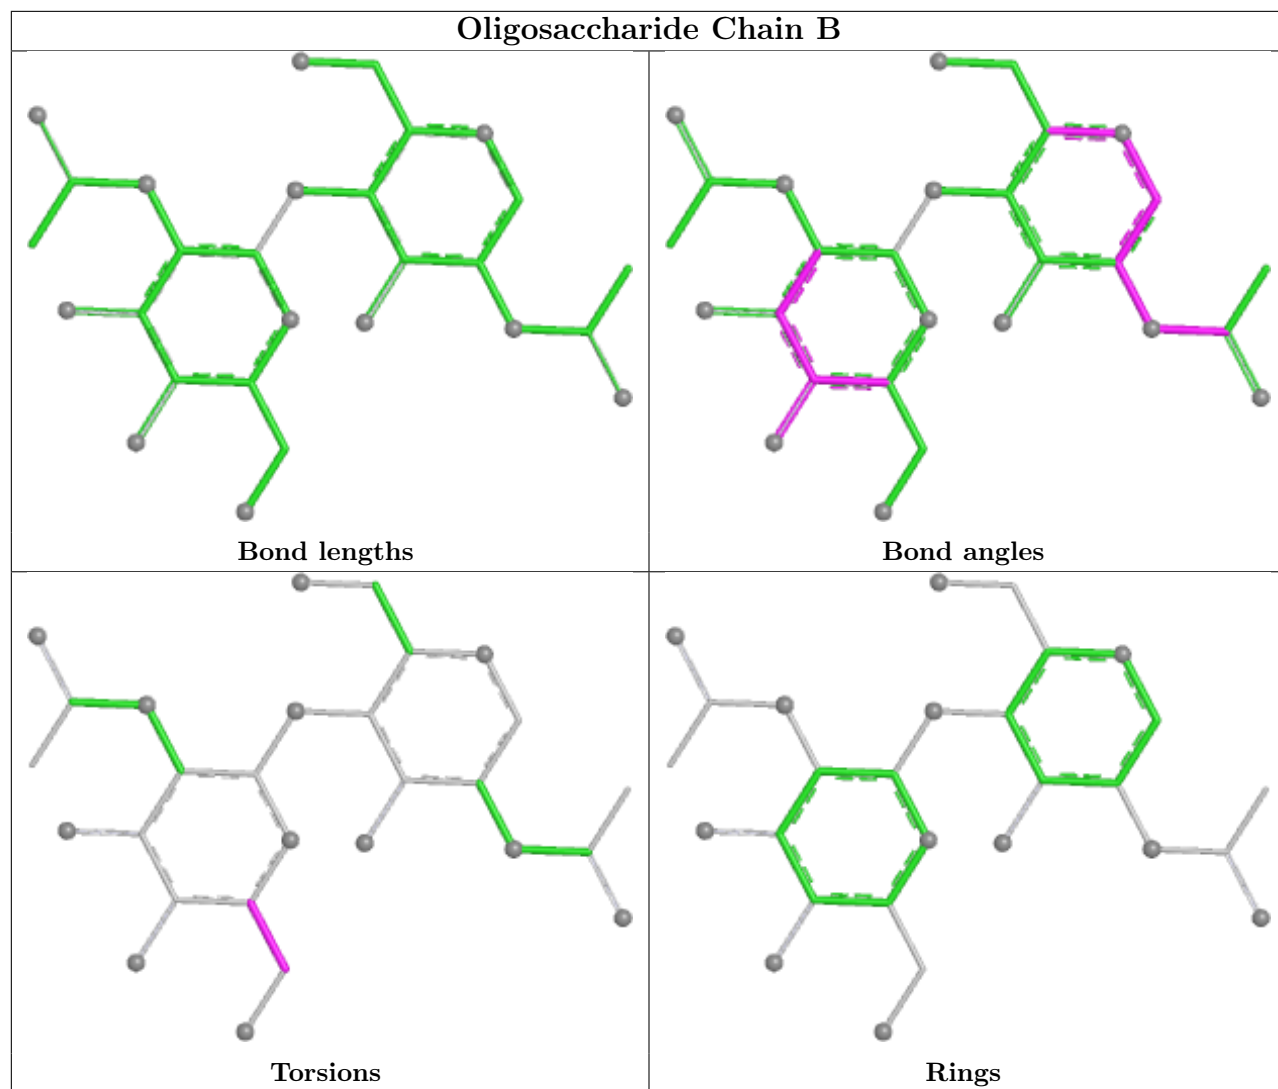 Oligosaccharide Chain B
Bond lengths
Bond angles
Torsions
Rings